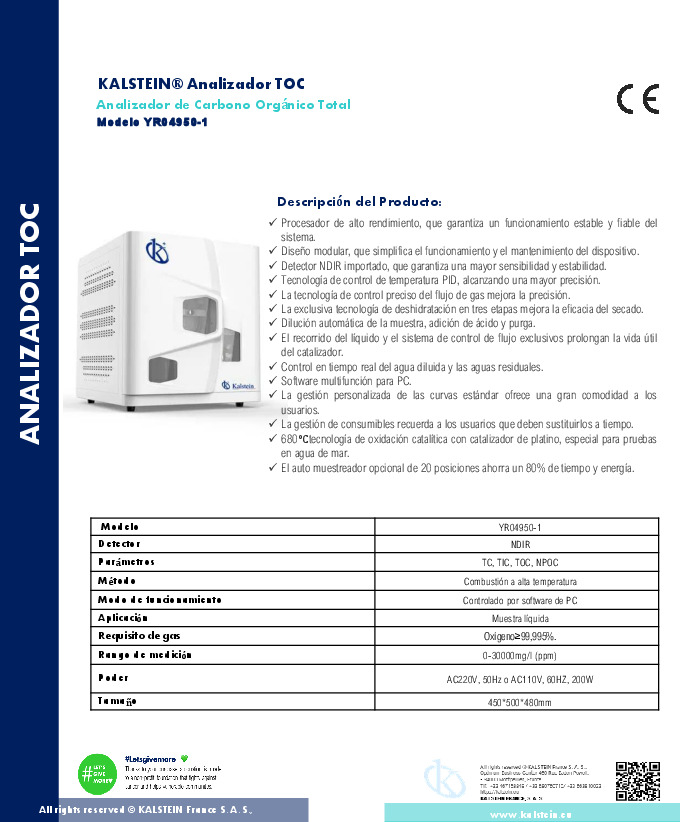 KALSTEIN® Analizador TOC
Analizador de Carbono Orgánico Total
Modelo YR04950-1
CE
ANALIZADOR TOC
Descripción del Producto:
✓ Procesador de alto rendimiento, que garantiza un funcionamiento estable y fiable del
sistema.
✓ Diseño modular, que simplifica el funcionamiento y el mantenimiento del dispositivo.
✓ Detector NDIR importado, que garantiza una mayor sensibilidad y estabilidad.
✓ Tecnología de control de temperatura PID, alcanzando una mayor precisión.
✓ La tecnología de control preciso del flujo de gas mejora la precisión.
✓ La exclusiva tecnología de deshidratación en tres etapas mejora la eficacia del secado.
✓ Dilución automática de la muestra, adición de ácido y purga.
✓ El recorrido del líquido y el sistema de control de flujo exclusivos prolongan la vida útil
del catalizador.
✓ Control en tiempo real del agua diluida y las aguas residuales.
✓ Software multifunción para PC.
✓ La gestión personalizada de las curvas estándar ofrece una gran comodidad a los
usuarios.
✓ La gestión de consumibles recuerda a los usuarios que deben sustituirlos a tiempo.
✓ 680°Ctecnología de oxidación catalítica con catalizador de platino, especial para pruebas
en agua de mar.
✓ El auto muestreador opcional de 20 posiciones ahorra un 80% de tiempo y energía.
Kalstein
Modelo YR04950-1
Detector NDIR
Parámetros TC, TIC, TOC, NPOC
Método Combustión a alta temperatura
Modo de funcionamiento Controlado por software de PC
Aplicación Muestra líquida
Requisito de gas Oxígeno≥99,995%.
Rango de medición 0-30000mg/l (ppm)
Poder AC220V, 50Hz o AC110V, 60HZ, 200W
Tamaño 450*500*480mm
#Letsgivemore
# LET'S
GIVE
MORE
All rights reserved © KALSTEIN France S. A. S.,
KALSTEIN FRANCE, S. A. S
All rights reserved © KALSTEIN France S. A. S.,
www.kalstein.eu